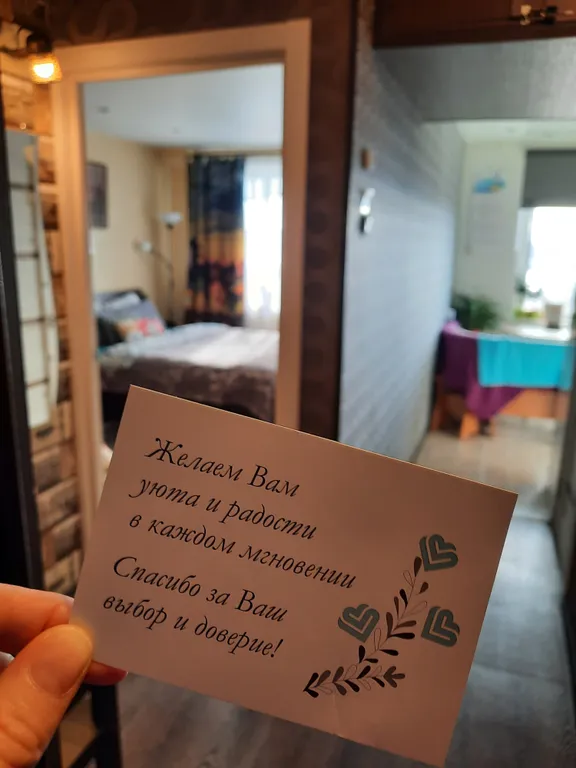 Желаем Вам
уюта и радости
в каждом мгновении
Спасибо за Ваш
выбор и доверие!